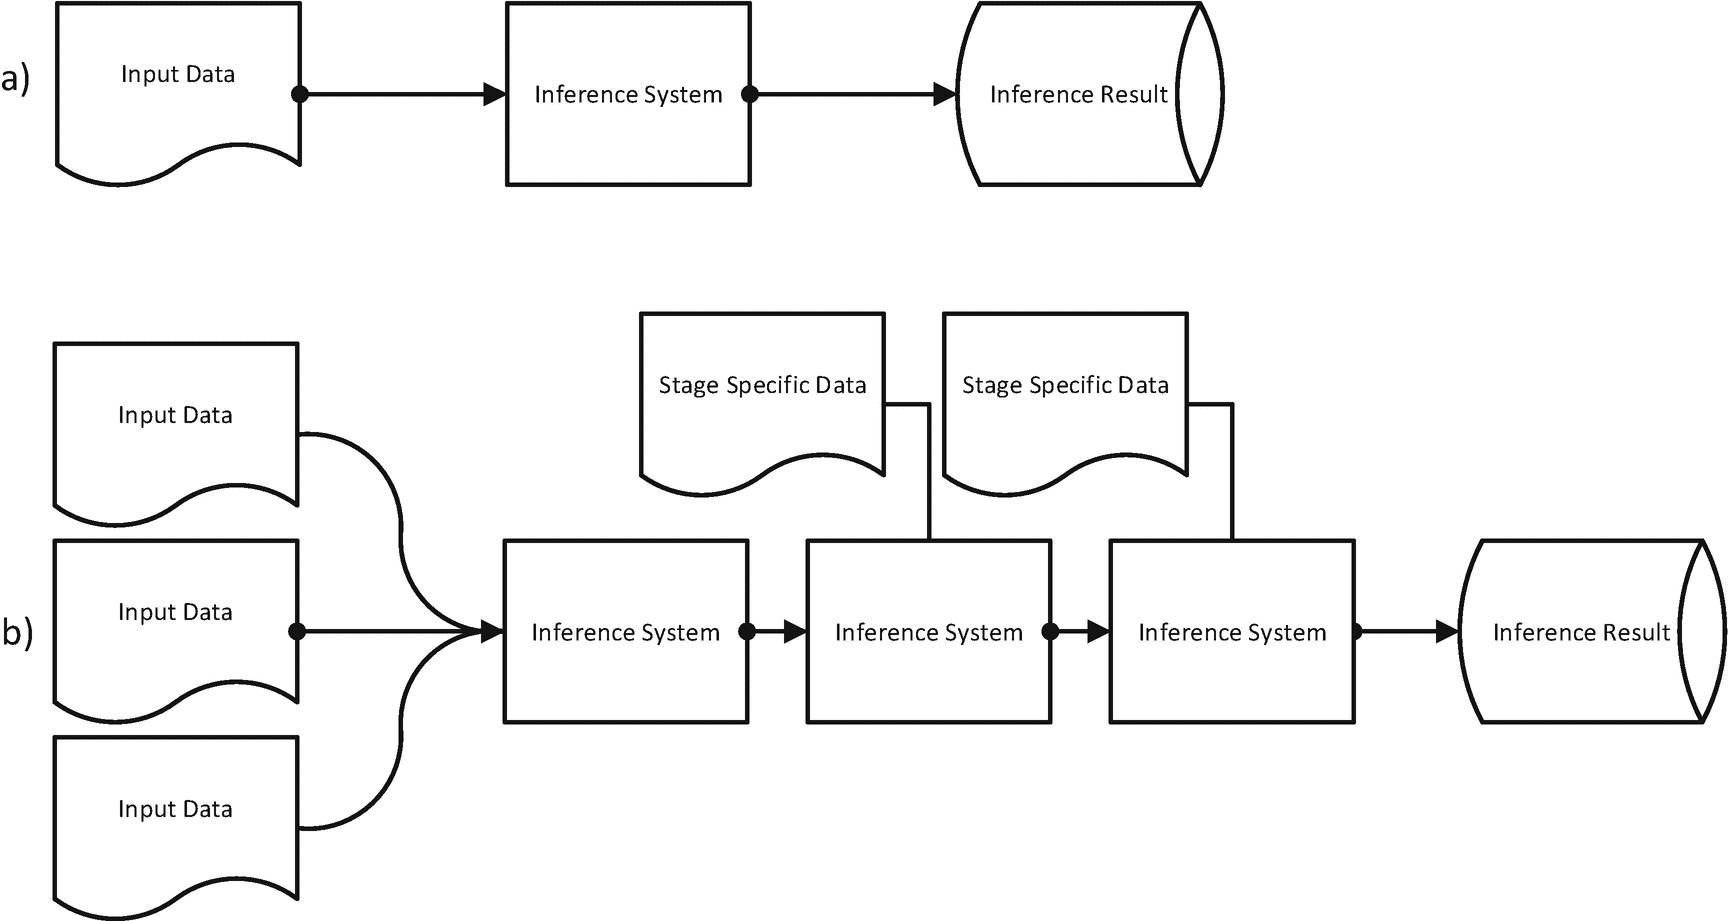 a)
Input Data
Inference System
Inference Result
Stage Specific Data
Stage Specific Data
Input Data
b)
Input Data
Inference System
Inference System
Inference System
Inference Result
Input Data